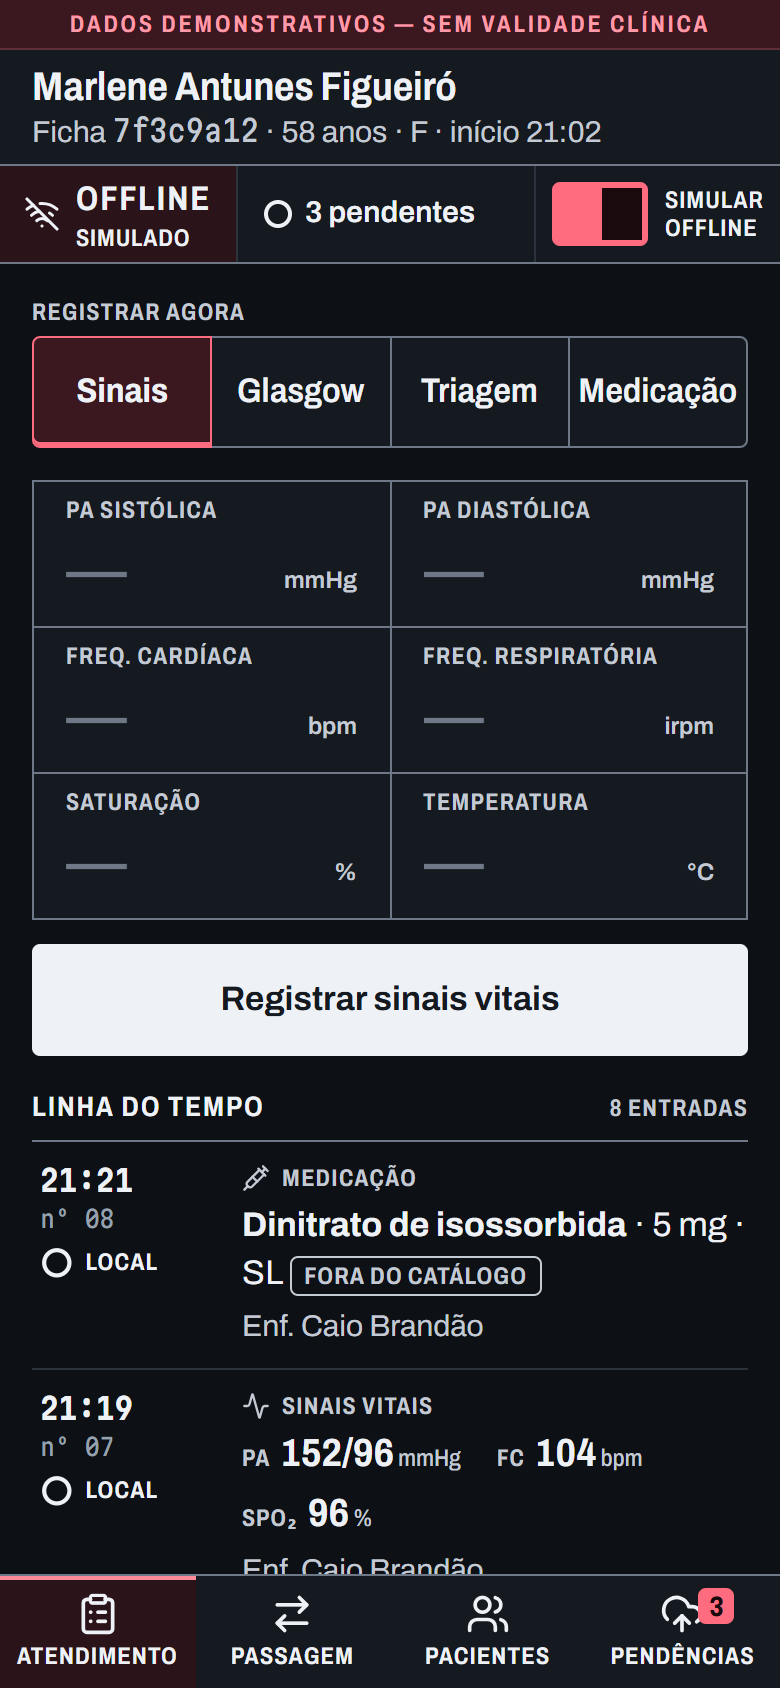 DADOS DEMONSTRATIVOS — SEM VALIDADE CLÍNICA
Marlene Antunes Figueiró
Ficha 7f3c9a12 · 58 anos · F · início 21:02
OFFLINE
SIMULADO
3 pendentes
SIMULAR
OFFLINE
REGISTRAR AGORA
Sinais
Glasgow
Triagem
Medicação
PA SISTÓLICA
— mmHg
PA DIASTÓLICA
— mmHg
FREQ. CARDÍACA
— bpm
FREQ. RESPIRATÓRIA
— irpm
SATURAÇÃO
— %
TEMPERATURA
— °C
Registrar sinais vitais
LINHA DO TEMPO
8 ENTRADAS
21:21
n° 08
LOCAL
MEDICAÇÃO
Dinitrato de isossorbida · 5 mg ·
SL FORA DO CATÁLOGO
Enf. Caio Brandão
21:19
n° 07
LOCAL
SINAIS VITAIS
PA 152/96 mmHg FC 104 bpm
SPO₂ 96 %
Enf. Caio Brandão
ATENDIMENTO
PASSAGEM
PACIENTES
3
PENDÊNCIAS